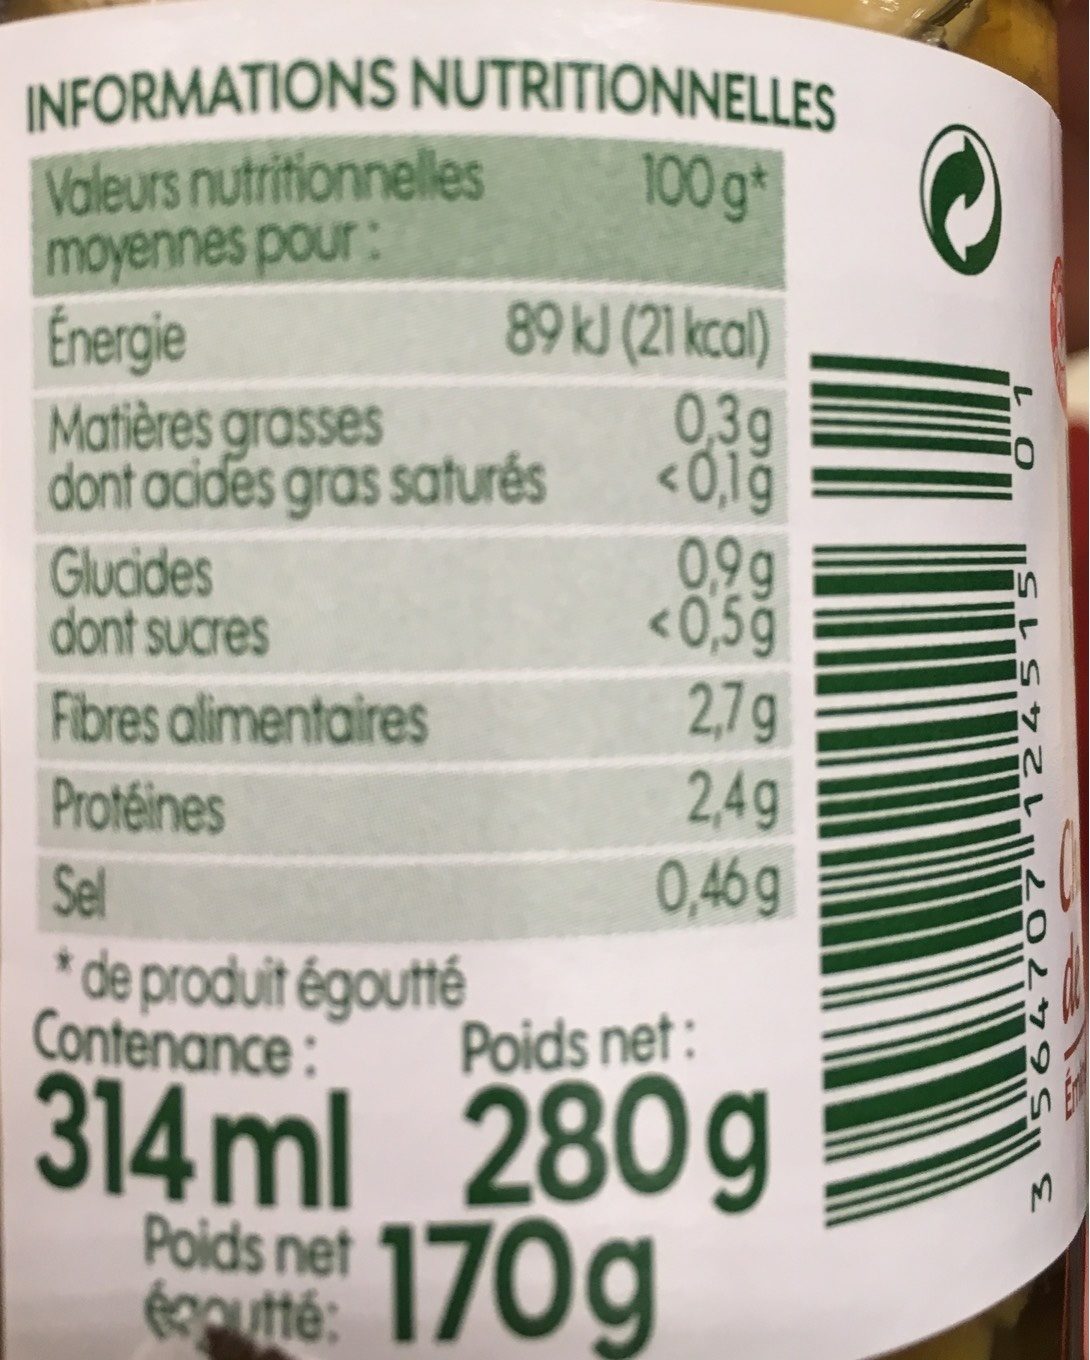 INFORMATIONS NUTRITIONNELLES
Valeurs nutritionnelles 100 g*
moyennes pour :
Énergie 89 kJ (21 kcal)
Matières grasses 0,3 g
dont acides gras saturés <0,1 g
Glucides 0,9 g
dont sucres <0,5 g
Fibres alimentaires 2,7 g
Protéines 2,4 g
Sel 0,46 g
* de produit égoutté
Contenance : Poids net :
314 ml 280 g
Poids net 170 g
égoutté:
3 564707 124515 01